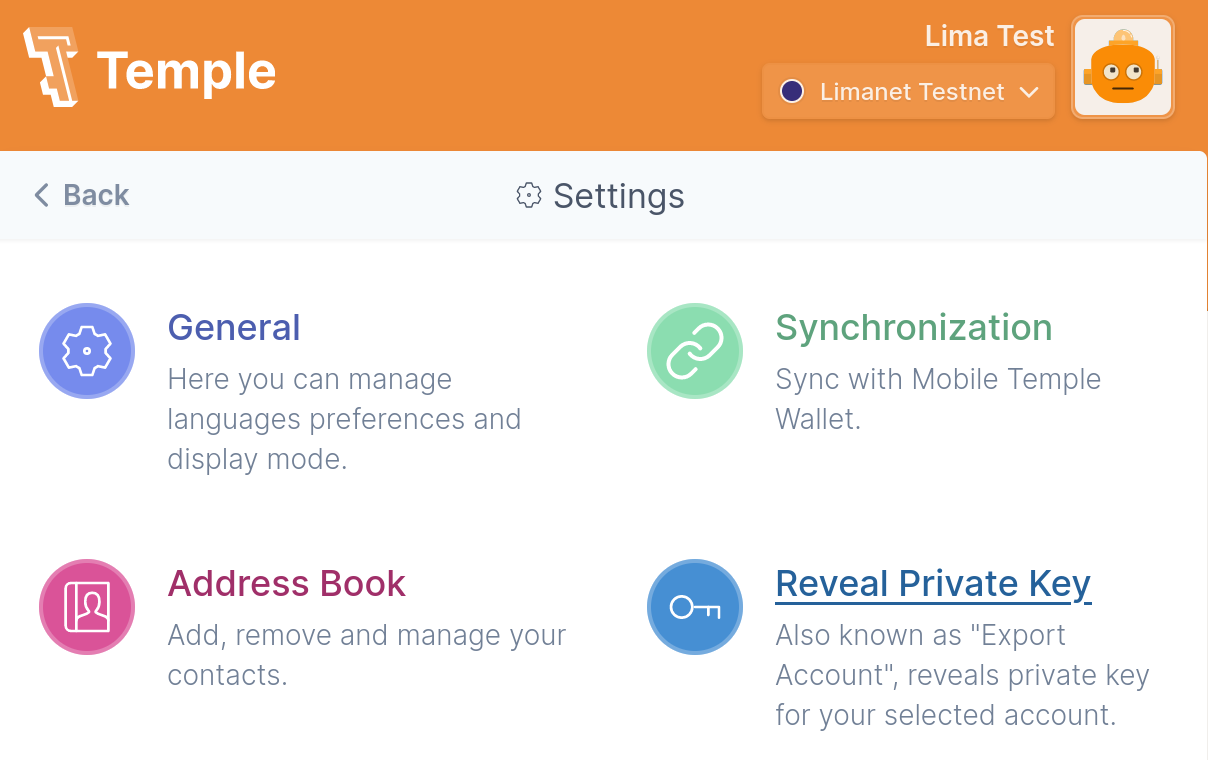 Temple
Lima Test
Limanet Testnet
Back
Settings
General
Here you can manage
languages preferences and
display mode.
Synchronization
Sync with Mobile Temple
Wallet.
Address Book
Add, remove and manage your
contacts.
Reveal Private Key
Also known as "Export
Account", reveals private key
for your selected account.